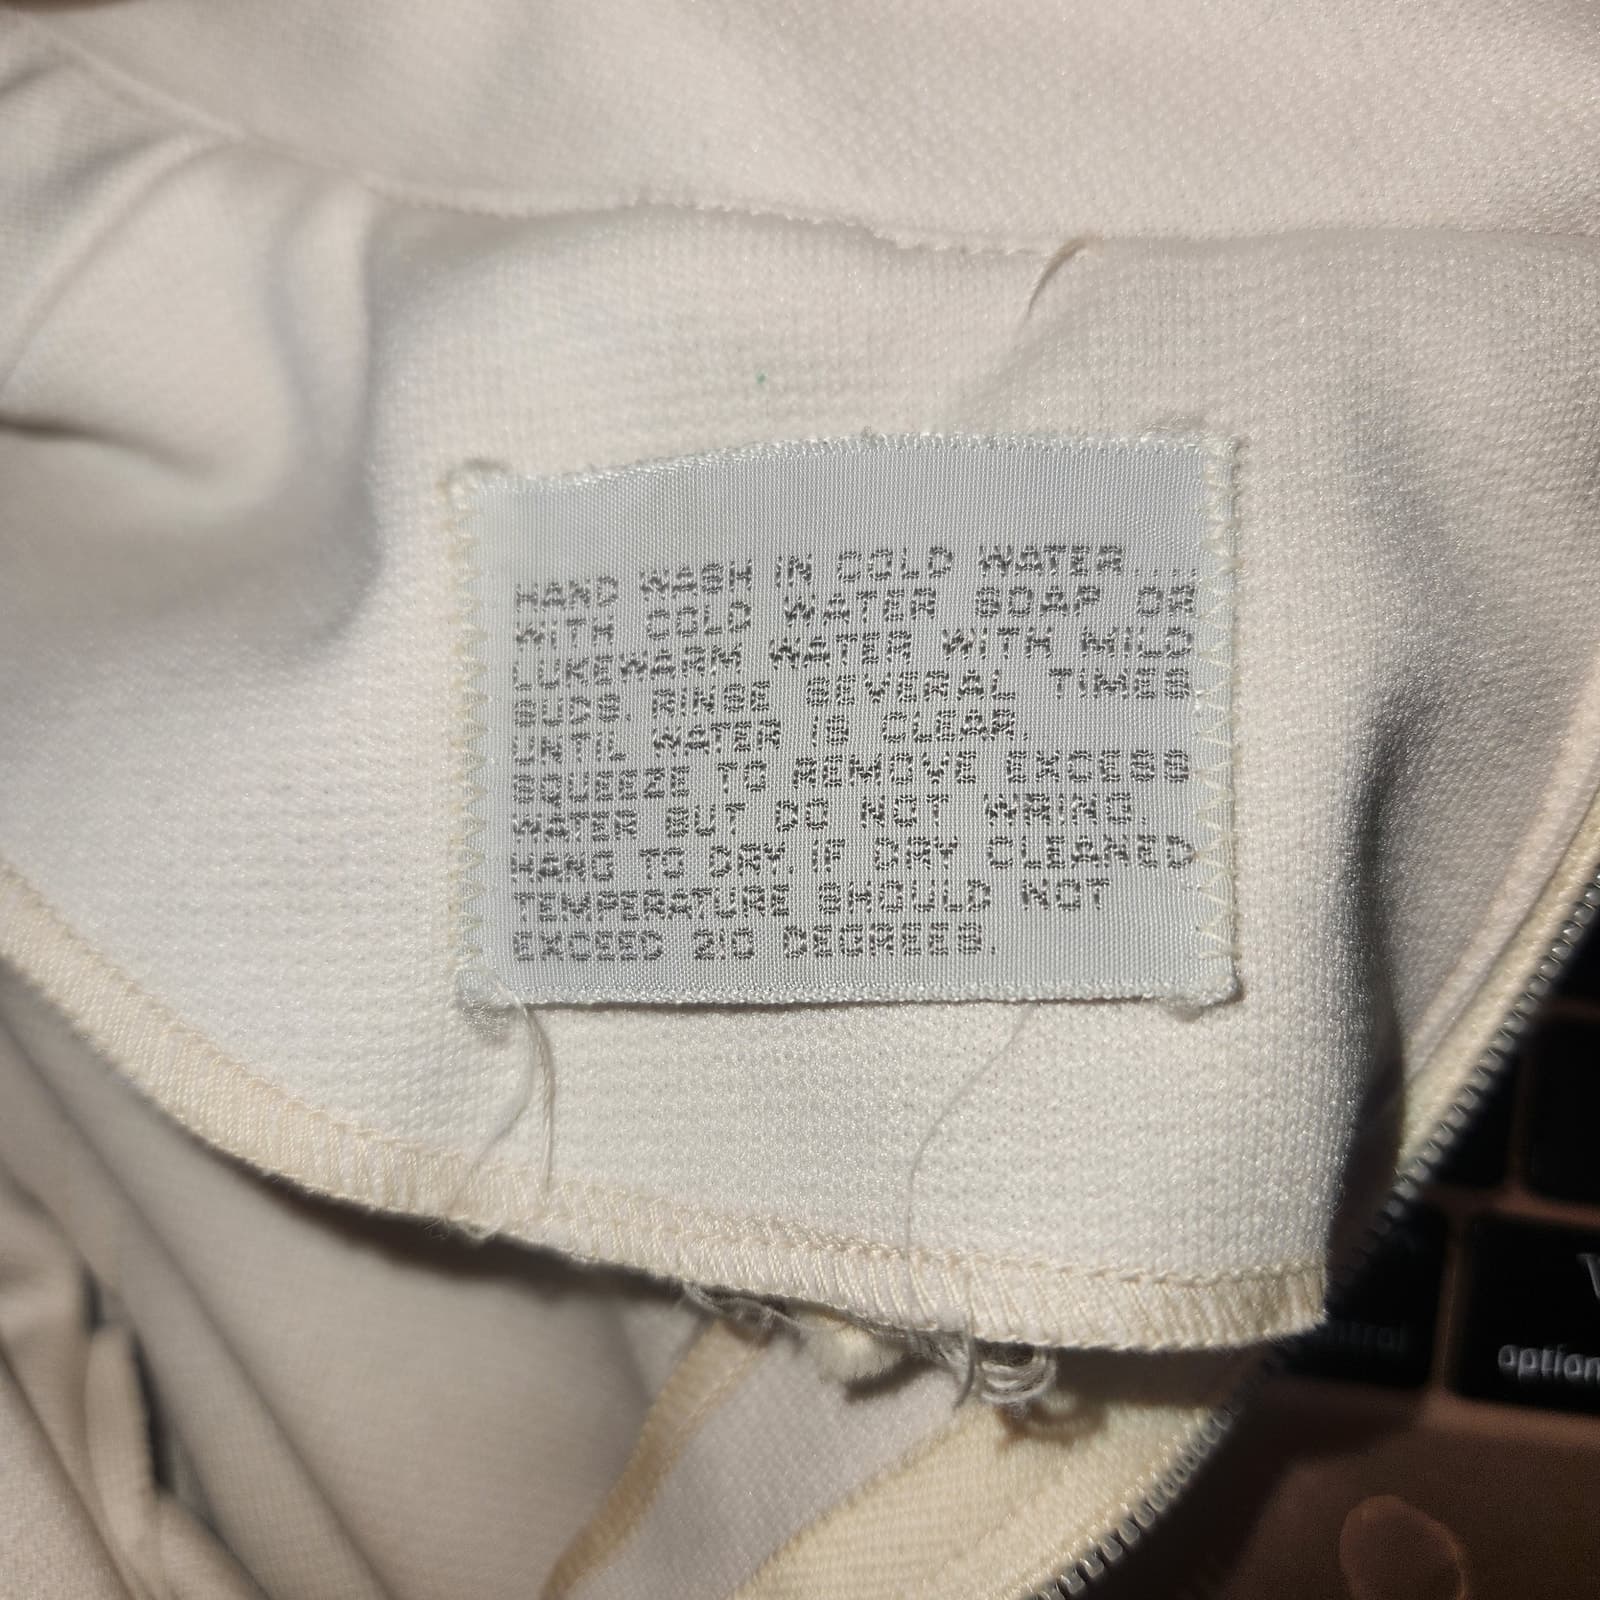 HAND WASH IN COLD WATER....
WITH COLD WATER SOAP OR
LUKEWARM WATER WITH MILD
SUDS. RINSE SEVERAL TIMES
UNTIL WATER IS CLEAR.
SQUEEZE TO REMOVE EXCESS
WATER BUT DO NOT WRING.
HANG TO DRY. IF DRY CLEANED
TEMPERATURE SHOULD NOT
EXCEED 210 DEGREES.
option